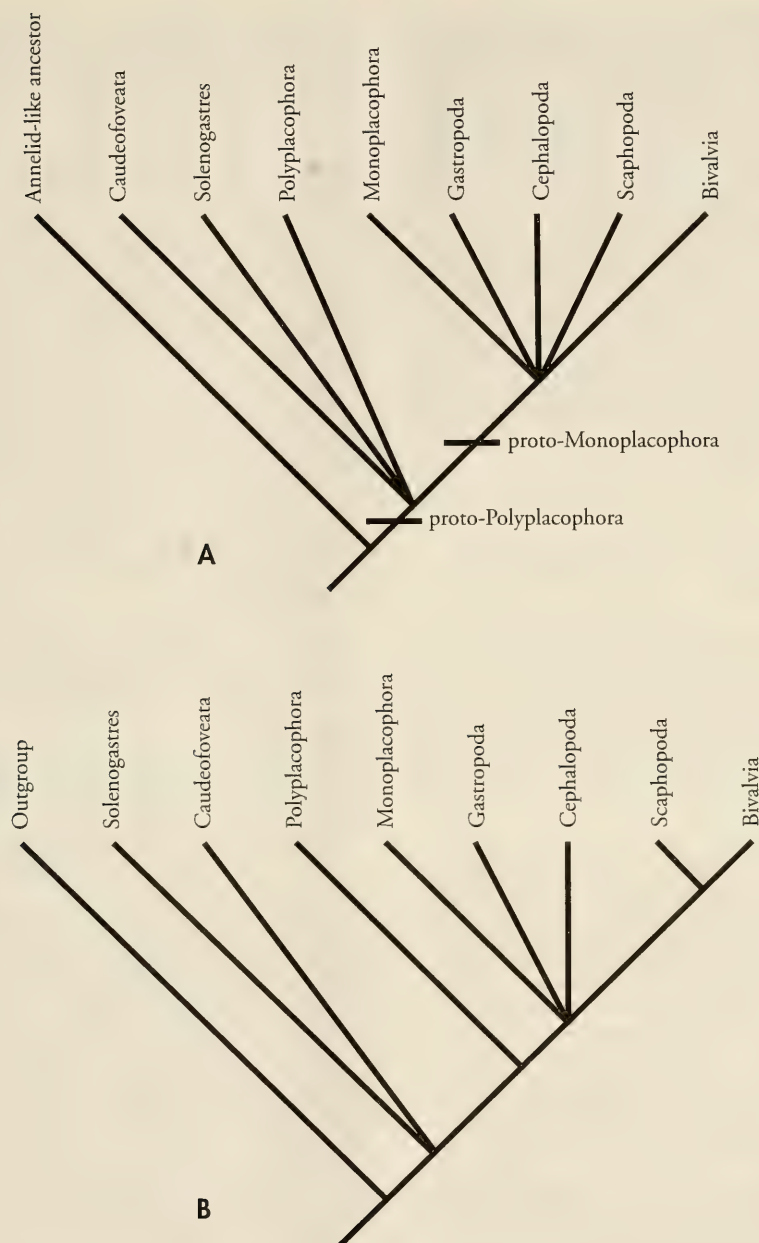 Annelid-like ancestor
Caudeofoveata
Solenogastres
Polyplacophora
Monoplacophora
Gastropoda
Cephalopoda
Scaphopoda
Bivalvia
proto-Monoplacophora
proto-Polyplacophora
A
Outgroup
Solenogastres
Caudeofoveata
Polyplacophora
Monoplacophora
Gastropoda
Cephalopoda
Scaphopoda
Bivalvia
B